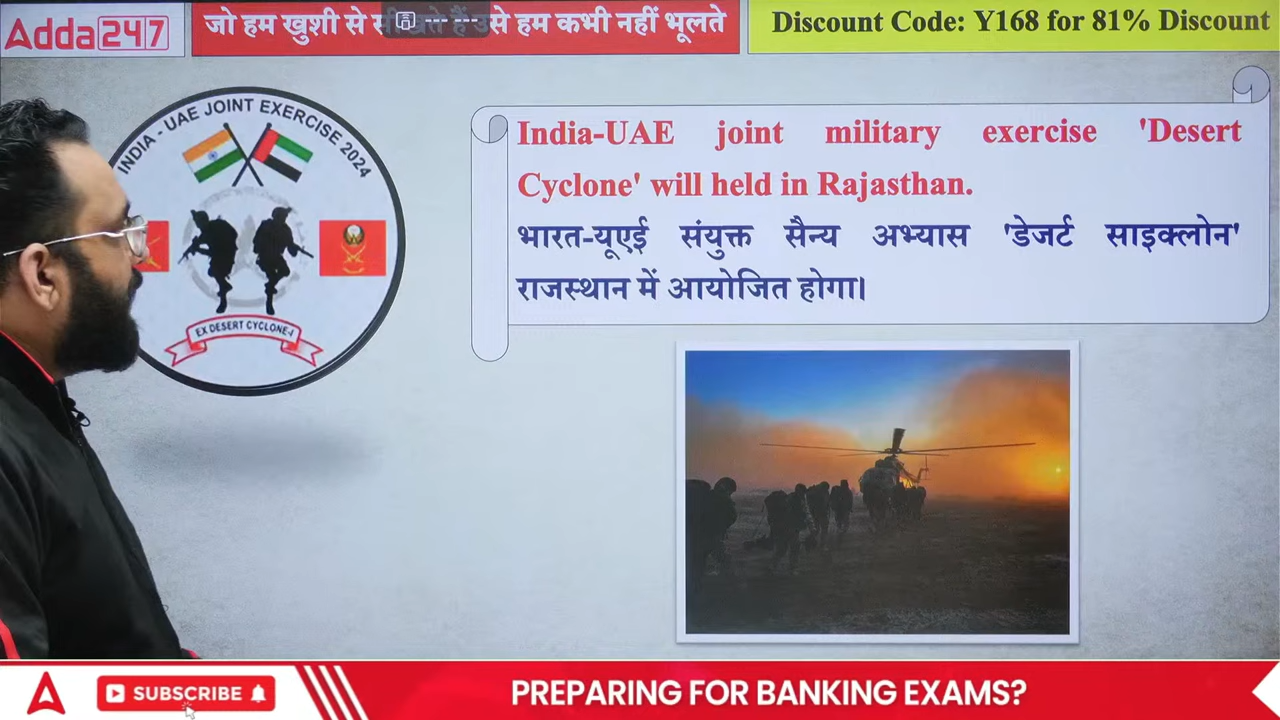 Adda247
जो हम खुशी से सीखते हैं उसे हम कभी नहीं भूलते
Discount Code: Y168 for 81% Discount
INDIA - UAE JOINT EXERCISE 2024
EX DESERT CYCLONE-I
India-UAE joint military exercise 'Desert
Cyclone' will held in Rajasthan.
भारत-यूएई संयुक्त सैन्य अभ्यास 'डेजर्ट साइक्लोन'
राजस्थान में आयोजित होगा।
SUBSCRIBE
PREPARING FOR BANKING EXAMS?